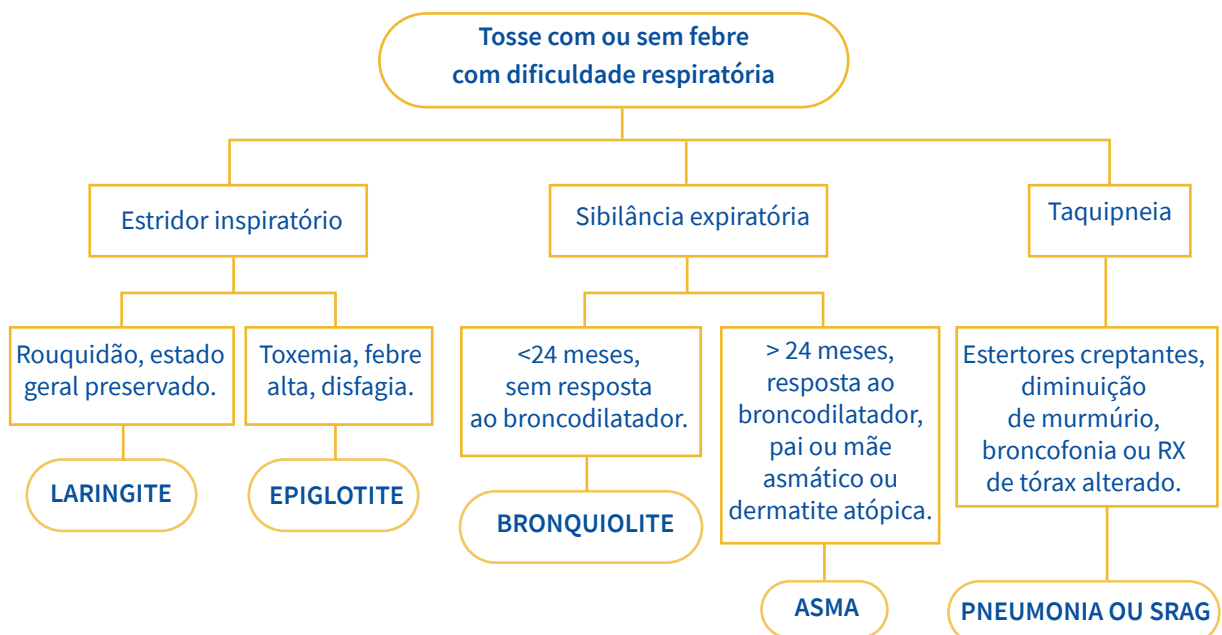 Tosse com ou sem febre
com dificuldade respiratória
Estridor inspiratório
Sibilância expiratória
Taquipneia
Rouquidão, estado
geral preservado.
Toxemia, febre
alta, disfagia.
<24 meses,
sem resposta
ao broncodilatador.
> 24 meses,
resposta ao
broncodilatador,
pai ou mãe
asmático ou
dermatite atópica.
Estertores creptantes,
diminuição
de murmúrio,
broncofonia ou RX
de tórax alterado.
LARINGITE
EPIGLOTITE
BRONQUIOLITE
ASMA
PNEUMONIA OU SRAG